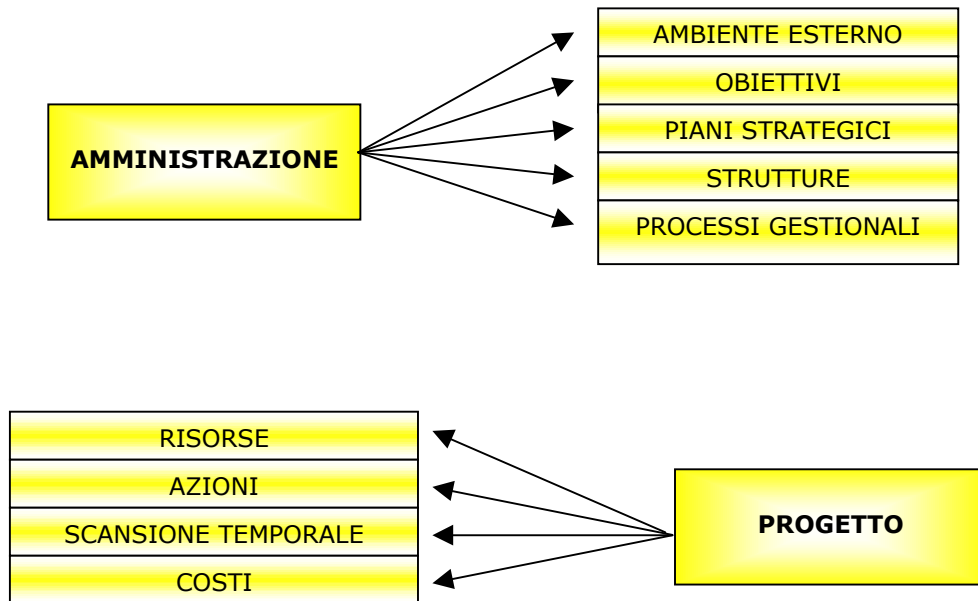 AMBIENTE ESTERNO
OBIETTIVI
AMMINISTRAZIONE
PIANI STRATEGICI
STRUTTURE
PROCESSI GESTIONALI
RISORSE
AZIONI
SCANSIONE TEMPORALE
COSTI
PROGETTO